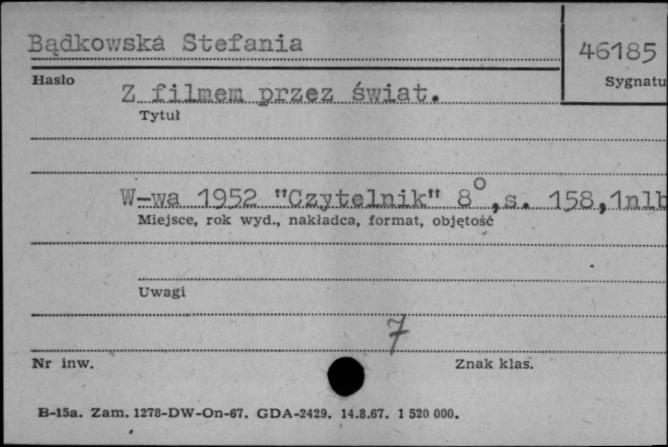 Bądkowska Stefania
46185
Hasło
Sygnatu
Z filmem przez świat.
Tytuł
W-wa 1952 "Czytelnik" 8°,s. 158,1nlb
Miejsce, rok wyd., nakładca, format, objętość
Uwagi
7
Nr inw.
Znak klas.
B-15a. Zam. 1278-DW-On-67. GDA-2429. 14.8.67. 1 520 000.